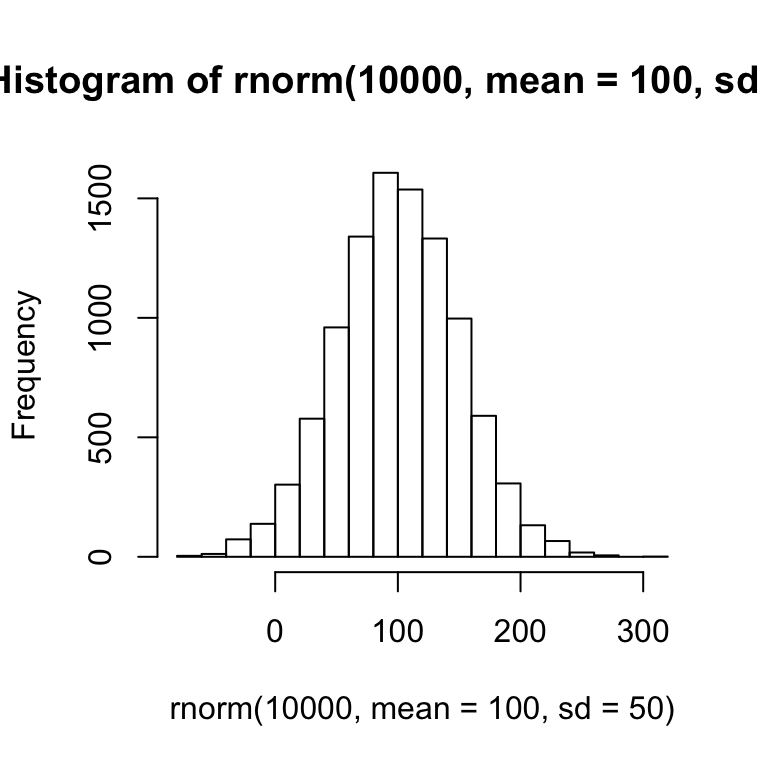 Histogram of rnorm(10000, mean = 100, sd
Frequency
0
500
1000
1500
0 100 200 300
rnorm(10000, mean = 100, sd = 50)